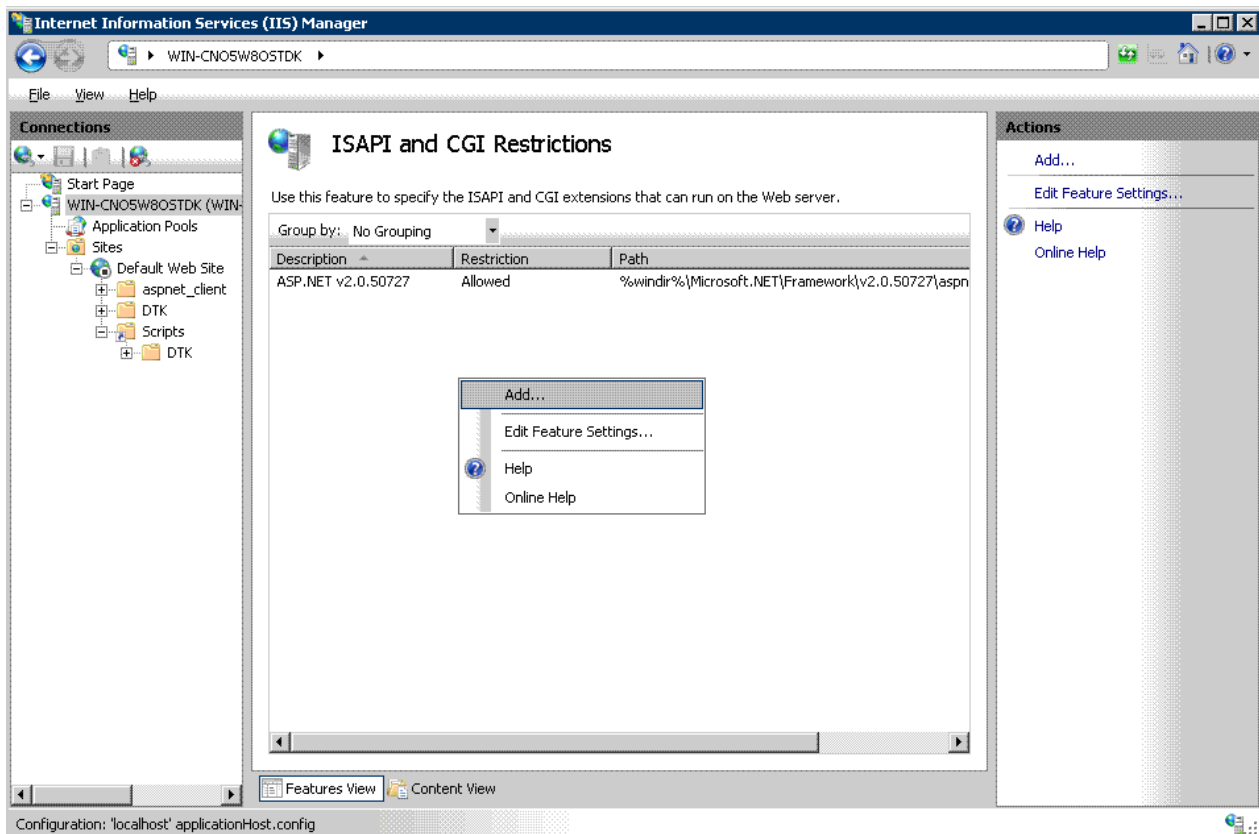 Internet Information Services (IIS) Manager
WIN-CNO5W8OSTDK
File View Help
Connections
Start Page
WIN-CNO5W8OSTDK (WIN-
Application Pools
Sites
Default Web Site
aspnet_client
DTK
Scripts
DTK
ISAPI and CGI Restrictions
Use this feature to specify the ISAPI and CGI extensions that can run on the Web server.
Group by: No Grouping
Description Restriction Path
ASP.NET v2.0.50727 Allowed %windir%\Microsoft.NET\Framework\v2.0.50727\aspn
Add...
Edit Feature Settings...
Help
Online Help
Features View Content View
Actions
Add...
Edit Feature Settings...
Help
Online Help
Configuration: 'localhost' applicationHost.config